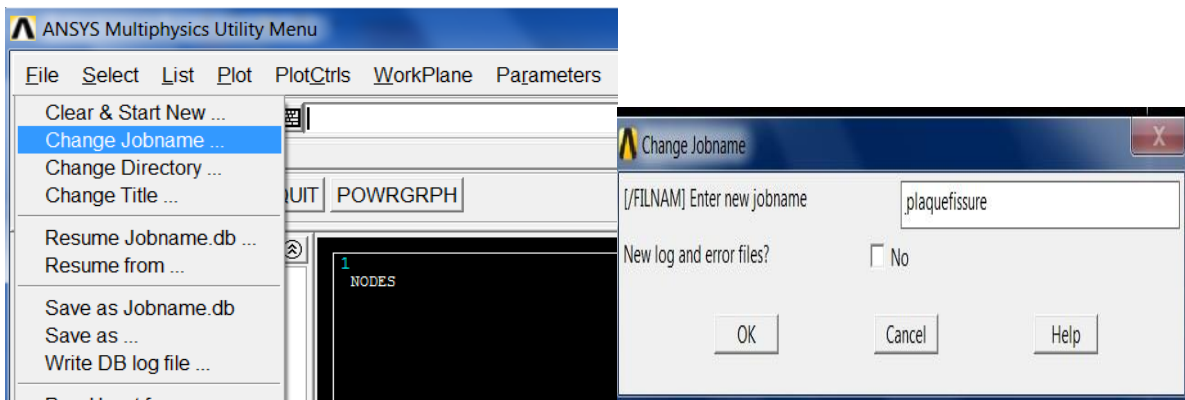 ANSYS Multiphysics Utility Menu
File Select List Plot PlotCtrls WorkPlane Parameters
Clear & Start New ...
Change Jobname ...
Change Directory ...
Change Title ...
QUIT POWRGRPH
Resume Jobname.db ...
Resume from ...
1
NODES
Save as Jobname.db
Save as ...
Write DB log file ...
Change Jobname
X
[/FILNAM] Enter new jobname
plaquefissure
New log and error files?
No
OK Cancel Help